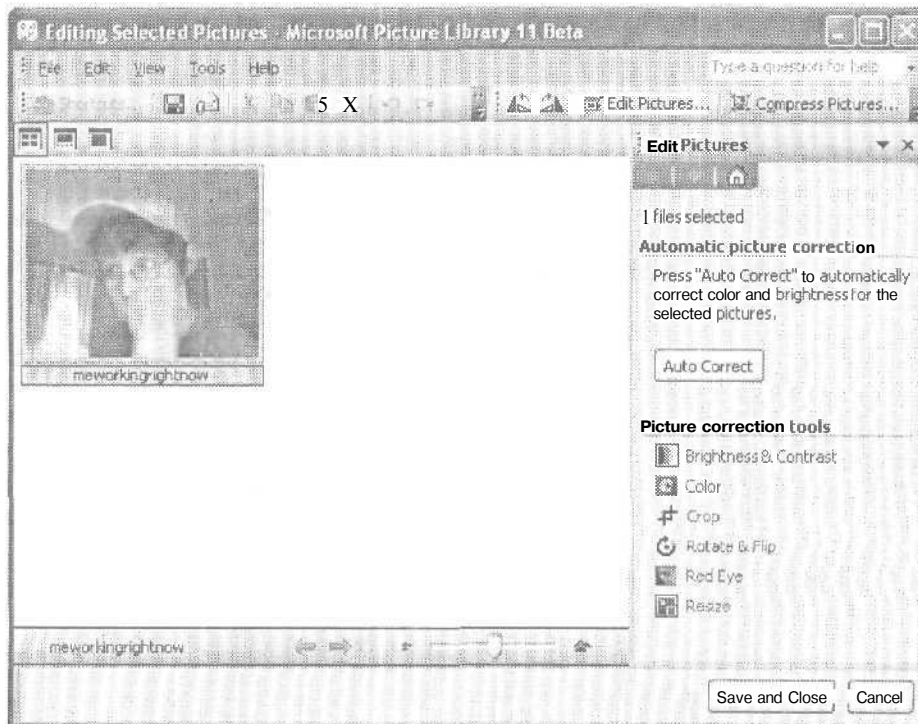 Editing Selected Pictures - Microsoft Picture Library 11 Beta
File Edit View Tools Help
Type a question for help
5 X
Edit Pictures... Compress Pictures...
Edit Pictures
1 files selected
Automatic picture correction
Press "Auto Correct" to automatically
correct color and brightness for the
selected pictures.
Auto Correct
Picture correction tools
Brightness & Contrast
Color
Crop
Rotate & Flip
Red Eye
Resize
meworkingrightnow
meworkingrightnow
Save and Close Cancel